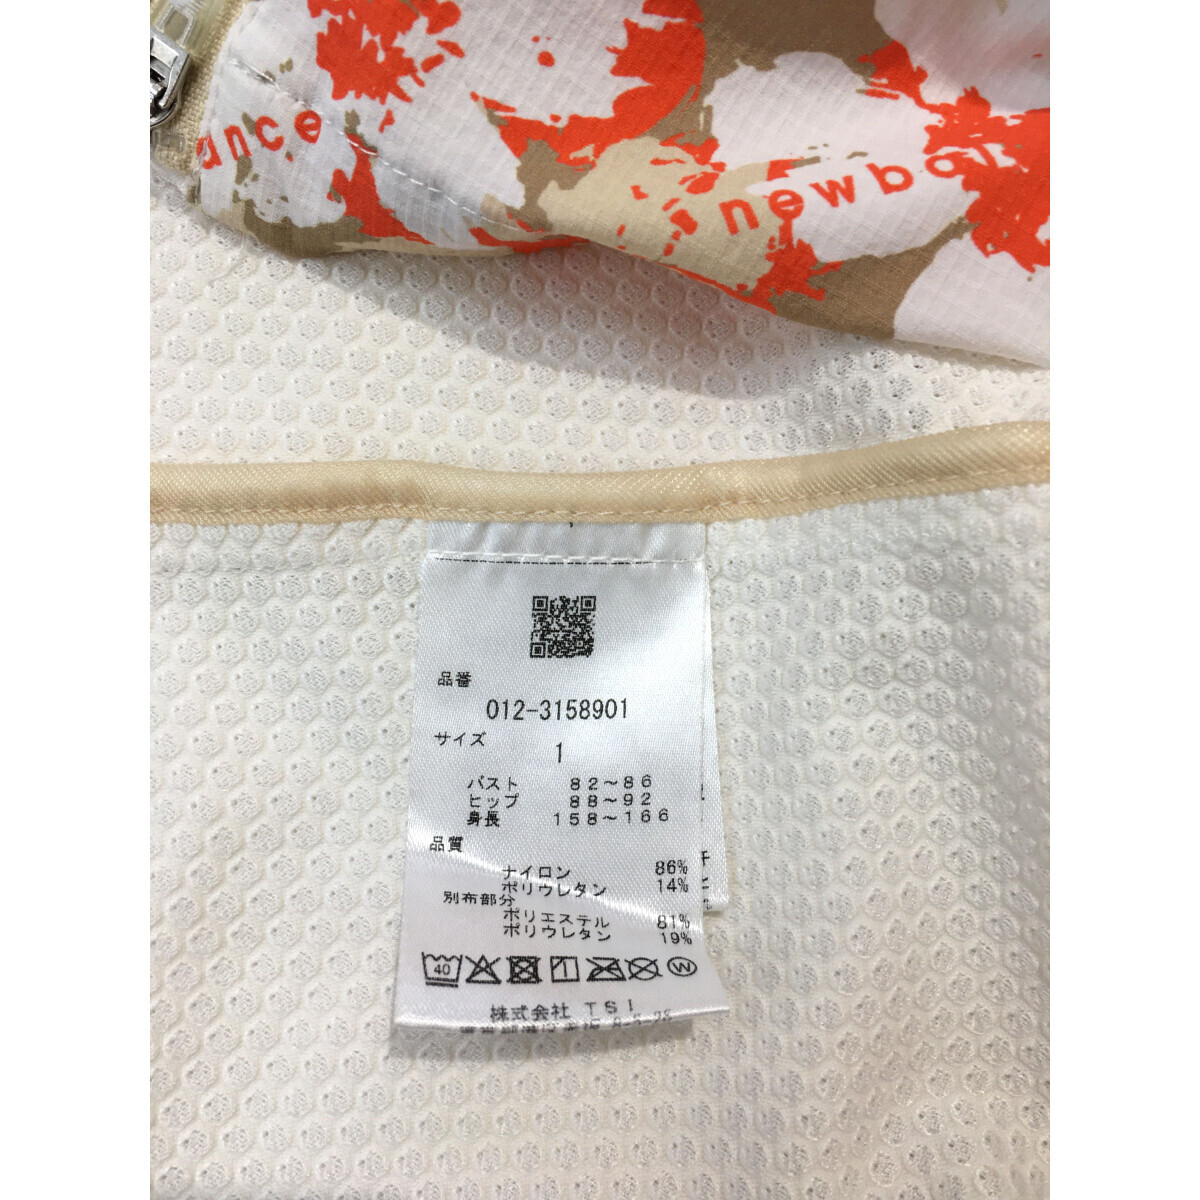 ance
newbal
品番
012-3158901
サイズ
1
バスト 82～86
ヒップ 88～92
身長 158～166
品質
ナイロン 86%
ポリウレタン 14%
別布部分
ポリエステル 81%
ポリウレタン 19%
40
W
株式会社 TSI